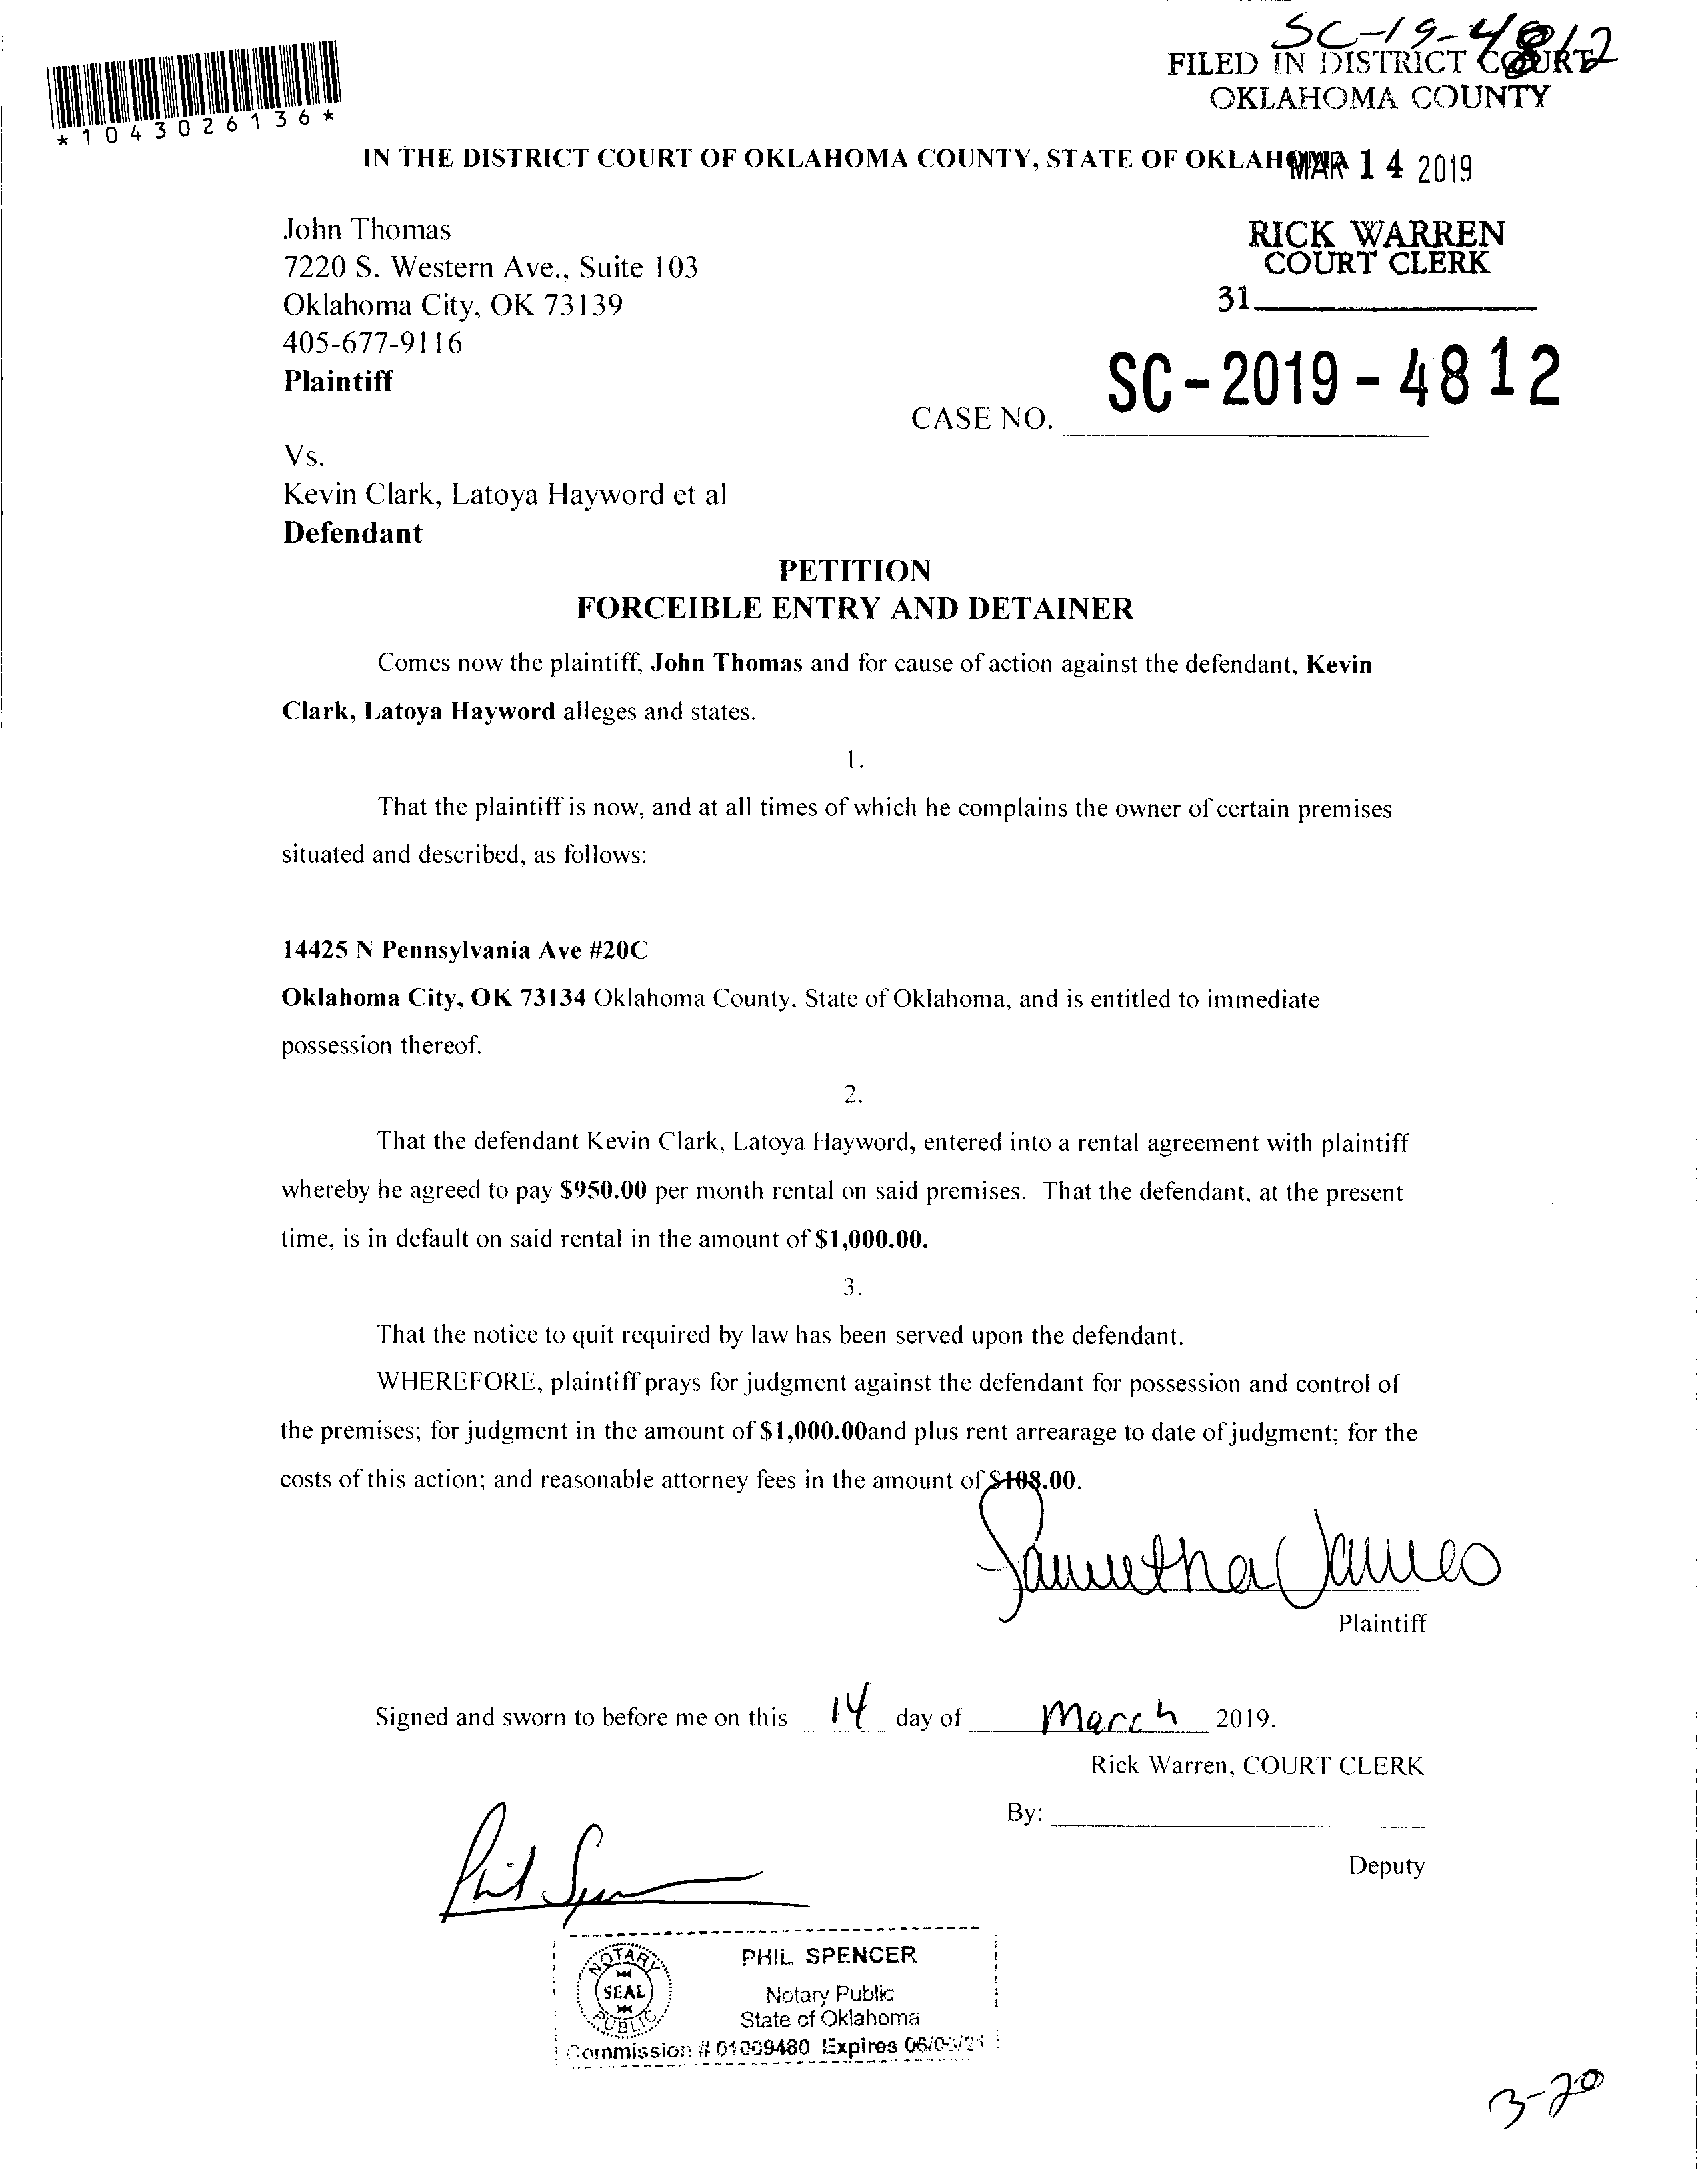 SC-19-4812
FILED IN DISTRICT COURT
OKLAHOMA COUNTY
*1043026136*
IN THE DISTRICT COURT OF OKLAHOMA COUNTY, STATE OF OKLAHOMA
MAR 14 2019
John Thomas
7220 S. Western Ave., Suite 103
Oklahoma City, OK 73139
405-677-9116
Plaintiff
RICK WARREN
COURT CLERK
31
SC-2019-4812
CASE NO.
Vs.
Kevin Clark, Latoya Hayword et al
Defendant
PETITION
FORCEIBLE ENTRY AND DETAINER
Comes now the plaintiff, John Thomas and for cause of action against the defendant, Kevin
Clark, Latoya Hayword alleges and states.
1.
That the plaintiff is now, and at all times of which he complains the owner of certain premises
situated and described, as follows:
14425 N Pennsylvania Ave #20C
Oklahoma City, OK 73134 Oklahoma County, State of Oklahoma, and is entitled to immediate
possession thereof.
2.
That the defendant Kevin Clark, Latoya Hayword, entered into a rental agreement with plaintiff
whereby he agreed to pay $950.00 per month rental on said premises. That the defendant, at the present
time, is in default on said rental in the amount of $1,000.00.
3.
That the notice to quit required by law has been served upon the defendant.
WHEREFORE, plaintiff prays for judgment against the defendant for possession and control of
the premises; for judgment in the amount of $1,000.00and plus rent arrearage to date of judgment; for the
costs of this action; and reasonable attorney fees in the amount of $108.00.
Sametha James
Plaintiff
Signed and sworn to before me on this 14 day of March 2019.
Rick Warren, COURT CLERK
By:
Deputy
Phil Spencer
NOTARY
SEAL
PUBLIC
PHIL SPENCER
Notary Public
State of Oklahoma
Commission # 01009480 Expires
3-20